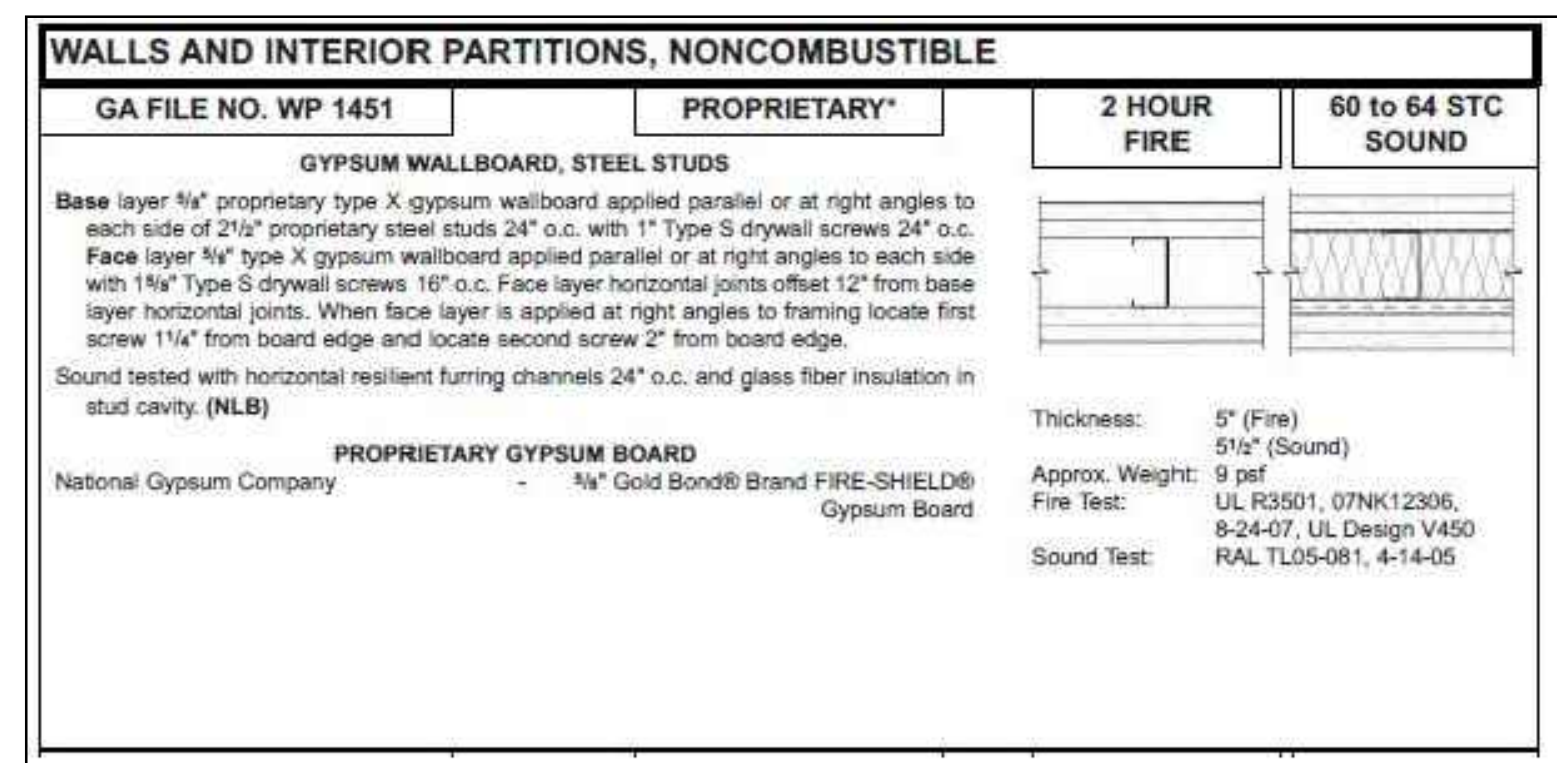 WALLS AND INTERIOR PARTITIONS, NONCOMBUSTIBLE
GA FILE NO. WP 1451
PROPRIETARY*
2 HOUR
FIRE
60 to 64 STC
SOUND
GYPSUM WALLBOARD, STEEL STUDS
Base layer 5/8" proprietary type X gypsum wallboard applied parallel or at right angles to
each side of 21/2" proprietary steel studs 24" o.c. with 1" Type S drywall screws 24" o.c.
Face layer 5/8" type X gypsum wallboard applied parallel or at right angles to each side
with 15/8" Type S drywall screws 16" o.c. Face layer horizontal joints offset 12" from base
layer horizontal joints. When face layer is applied at right angles to framing locate first
screw 11/4" from board edge and locate second screw 2" from board edge.
Sound tested with horizontal resilient furring channels 24" o.c. and glass fiber insulation in
stud cavity. (NLB)
PROPRIETARY GYPSUM BOARD
National Gypsum Company - 5/8" Gold Bond® Brand FIRE-SHIELD®
Gypsum Board
Thickness: 5" (Fire)
51/2" (Sound)
Approx. Weight: 9 psf
Fire Test: UL R3501, 07NK12306,
8-24-07, UL Design V450
Sound Test: RAL TL05-081, 4-14-05